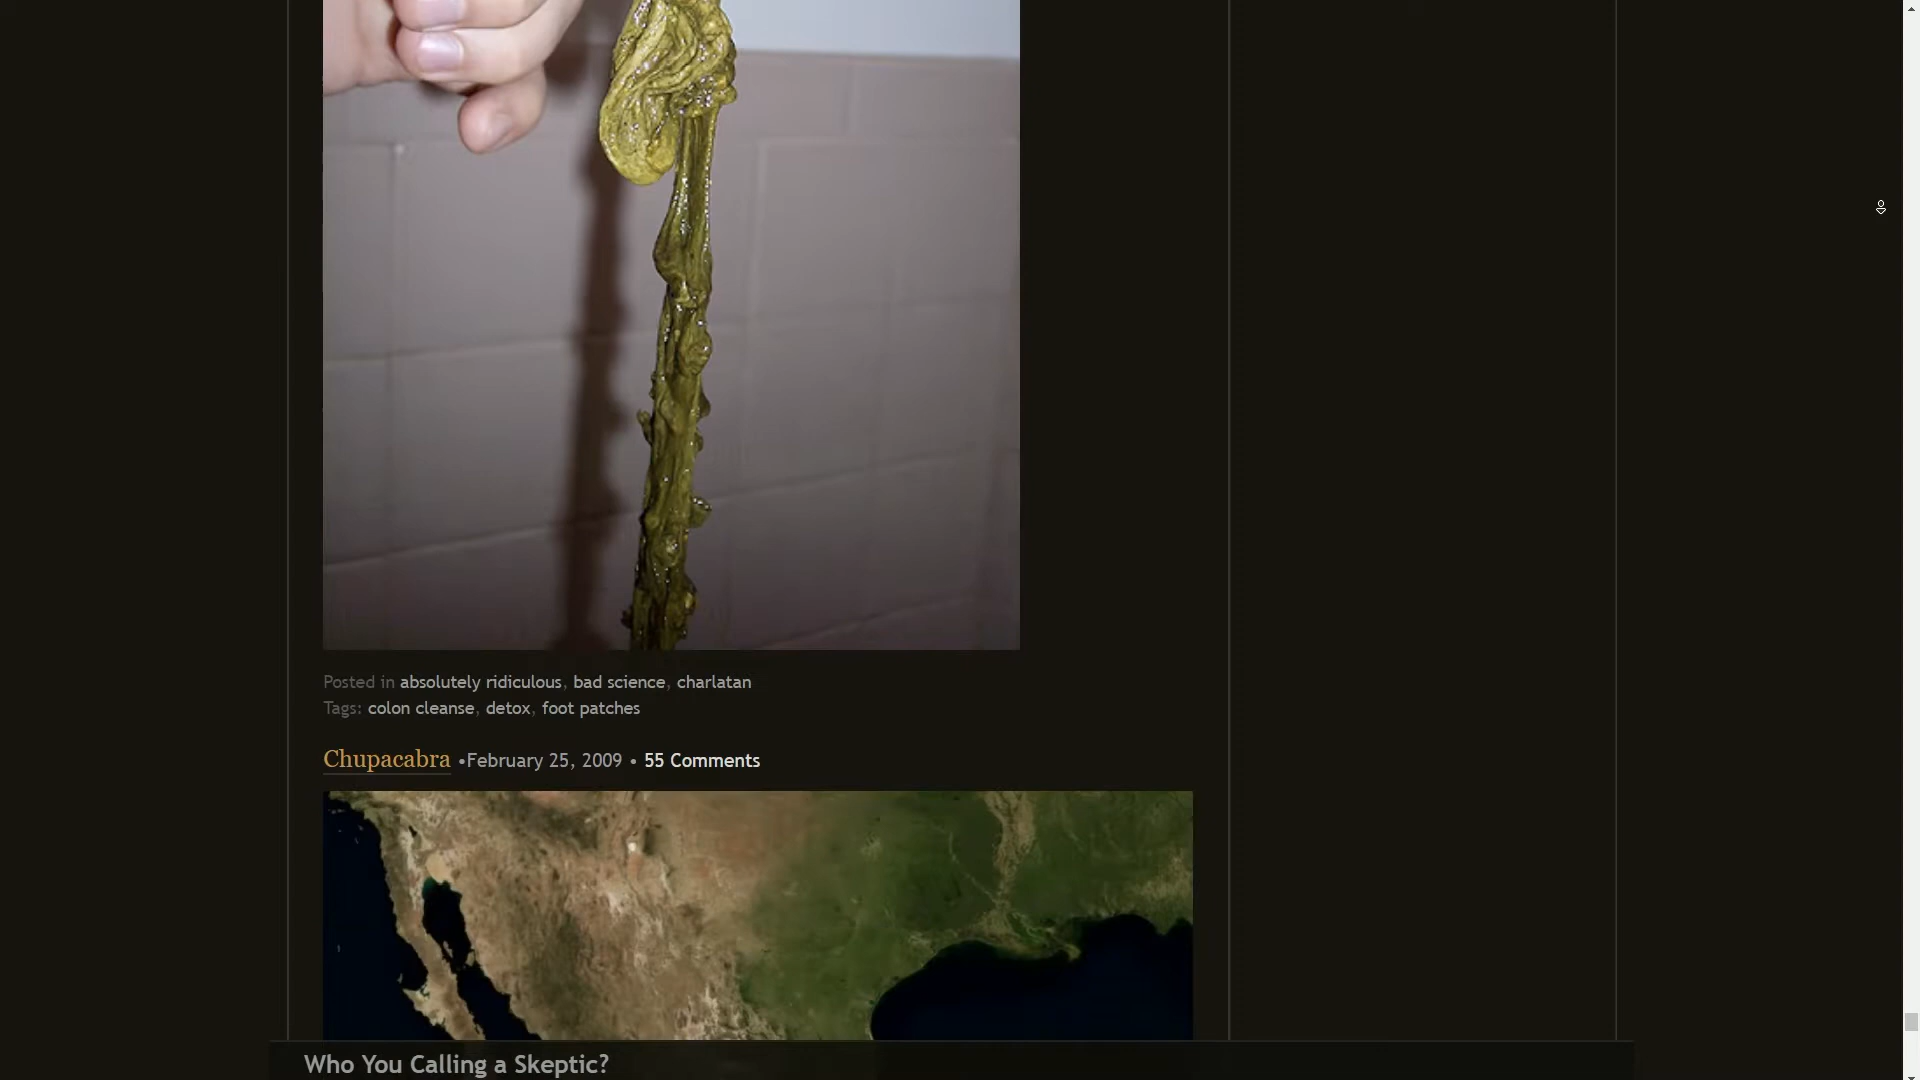 Posted in absolutely ridiculous, bad science, charlatan
Tags: colon cleanse, detox, foot patches
Chupacabra •February 25, 2009 • 55 Comments
Who You Calling a Skeptic?